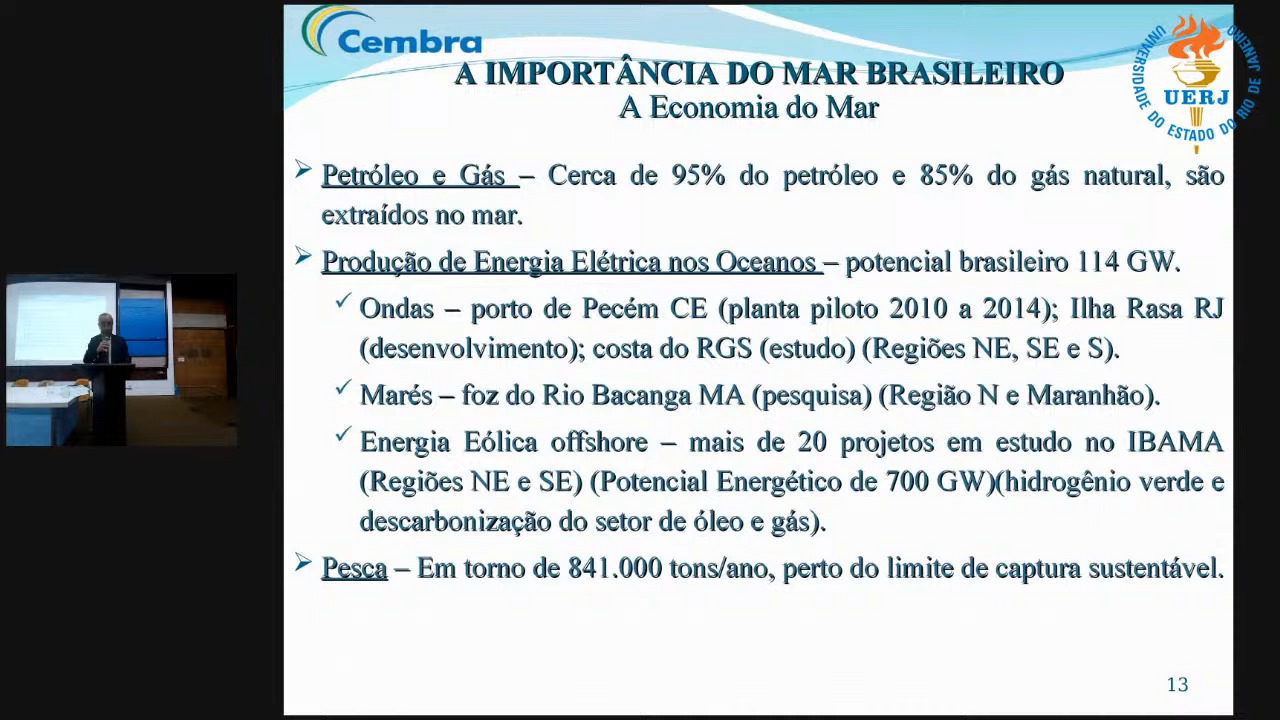 Cembra
A IMPORTÂNCIA DO MAR BRASILEIRO
A Economia do Mar
UNIVERSIDADE DO ESTADO DO RIO DE JANEIRO
UERJ
➢ Petróleo e Gás – Cerca de 95% do petróleo e 85% do gás natural, são
extraídos no mar.
➢ Produção de Energia Elétrica nos Oceanos – potencial brasileiro 114 GW.
✓ Ondas – porto de Pecém CE (planta piloto 2010 a 2014); Ilha Rasa RJ
(desenvolvimento); costa do RGS (estudo) (Regiões NE, SE e S).
✓ Marés – foz do Rio Bacanga MA (pesquisa) (Região N e Maranhão).
✓ Energia Eólica offshore – mais de 20 projetos em estudo no IBAMA
(Regiões NE e SE) (Potencial Energético de 700 GW)(hidrogênio verde e
descarbonização do setor de óleo e gás).
➢ Pesca – Em torno de 841.000 tons/ano, perto do limite de captura sustentável.
13